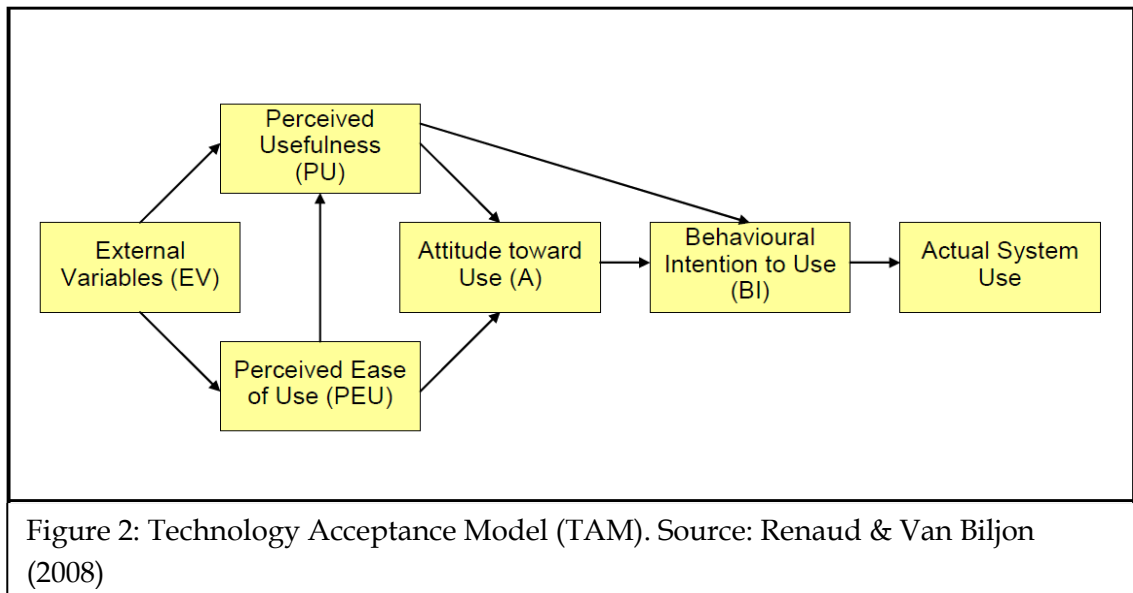 Perceived
Usefulness
(PU)
External
Variables (EV)
Attitude toward
Use (A)
Behavioural
Intention to Use
(BI)
Actual System
Use
Perceived Ease
of Use (PEU)
Figure 2: Technology Acceptance Model (TAM). Source: Renaud & Van Biljon
(2008)